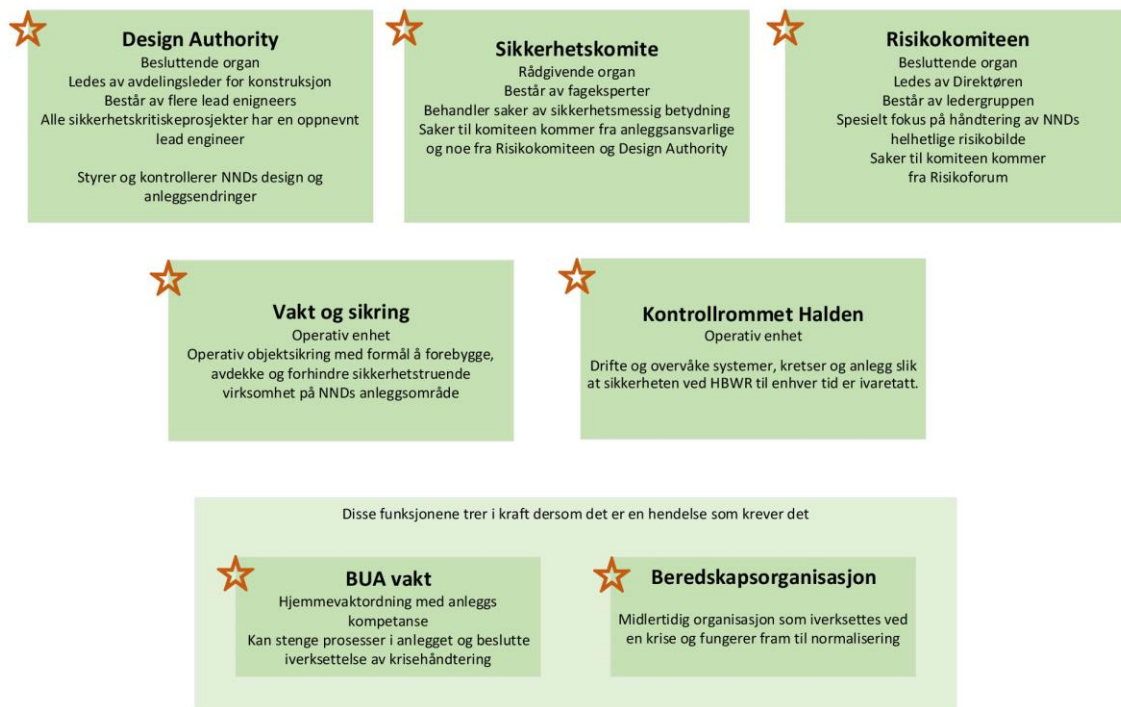 Design Authority
Besluttende organ
Ledes av avdelingsleder for konstruksjon
Består av flere lead enigneers
Alle sikkerhetskritiskeprosjekter har en oppnevnt
lead engineer
Styrer og kontrollerer NNDs design og
anleggsendringer
Sikkerhetskomite
Rådgivende organ
Består av fageksperter
Behandler saker av sikkerhetsmessig betydning
Saker til komiteen kommer fra anleggsansvarlige
og noe fra Risikokomiteen og Design Authority
Risikokomiteen
Besluttende organ
Ledes av Direktøren
Består av ledergruppen
Spesielt fokus på håndtering av NNDs
helhetlige risikobilde
Saker til komiteen kommer
fra Risikoforum
Vakt og sikring
Operativ enhet
Operativ objektsikring med formål å forebygge,
avdekke og forhindre sikkerhetstruende
virksomhet på NNDs anleggsområde
Kontrollrommet Halden
Operativ enhet
Drifte og overvåke systemer, kretser og anlegg slik
at sikkerheten ved HBWR til enhver tid er ivaretatt.
Disse funksjonene trer i kraft dersom det er en hendelse som krever det
BUA vakt
Hjemmevaktordning med anleggs
kompetanse
Kan stenge prosesser i anlegget og beslutte
iverksettelse av krisehåndtering
Beredskapsorganisasjon
Midlertidig organisasjon som iverksettes ved
en krise og fungerer fram til normalisering